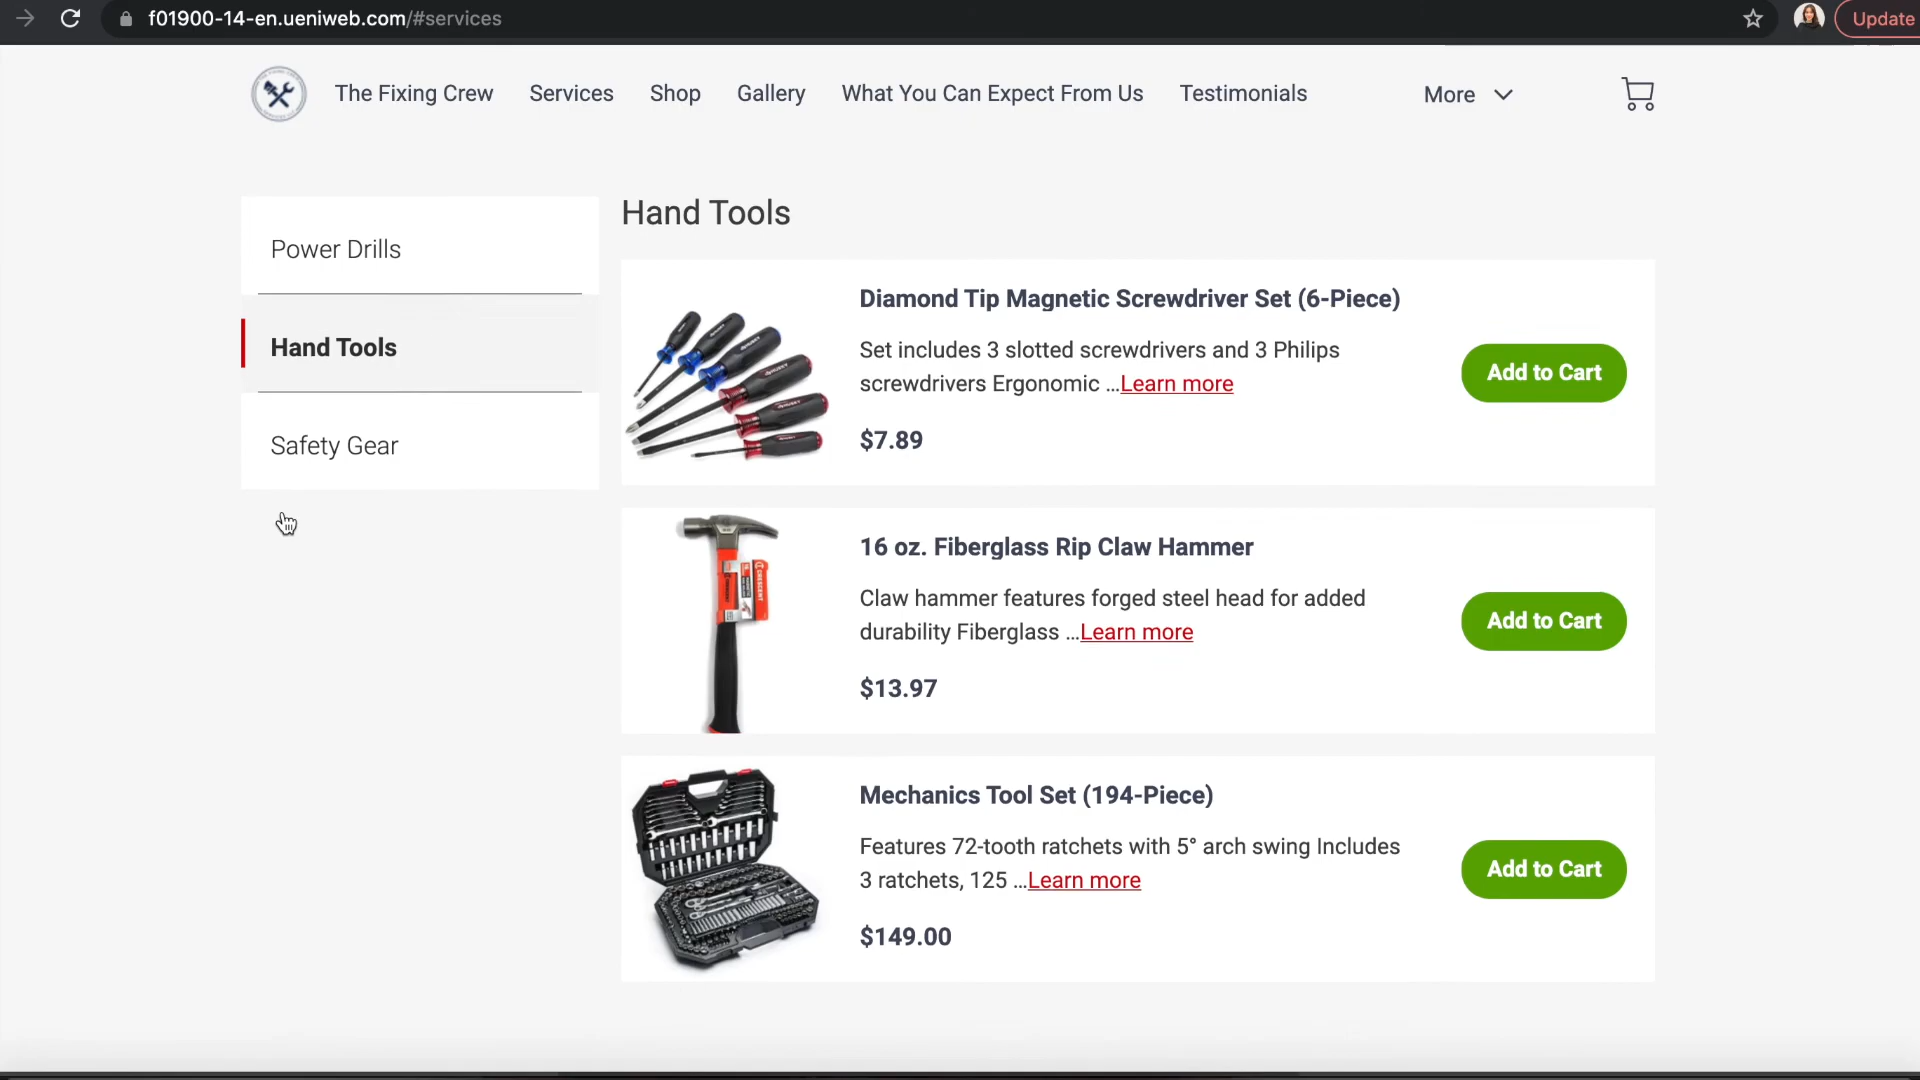 f01900-14-en.ueniweb.com/#services
Update
The Fixing Crew
Services
Shop
Gallery
What You Can Expect From Us
Testimonials
More
Power Drills
Hand Tools
Safety Gear
Hand Tools
Diamond Tip Magnetic Screwdriver Set (6-Piece)
Set includes 3 slotted screwdrivers and 3 Philips
screwdrivers Ergonomic ...Learn more
$7.89
Add to Cart
16 oz. Fiberglass Rip Claw Hammer
Claw hammer features forged steel head for added
durability Fiberglass ...Learn more
$13.97
Add to Cart
CRESCENT
Mechanics Tool Set (194-Piece)
Features 72-tooth ratchets with 5° arch swing Includes
3 ratchets, 125 ...Learn more
$149.00
Add to Cart